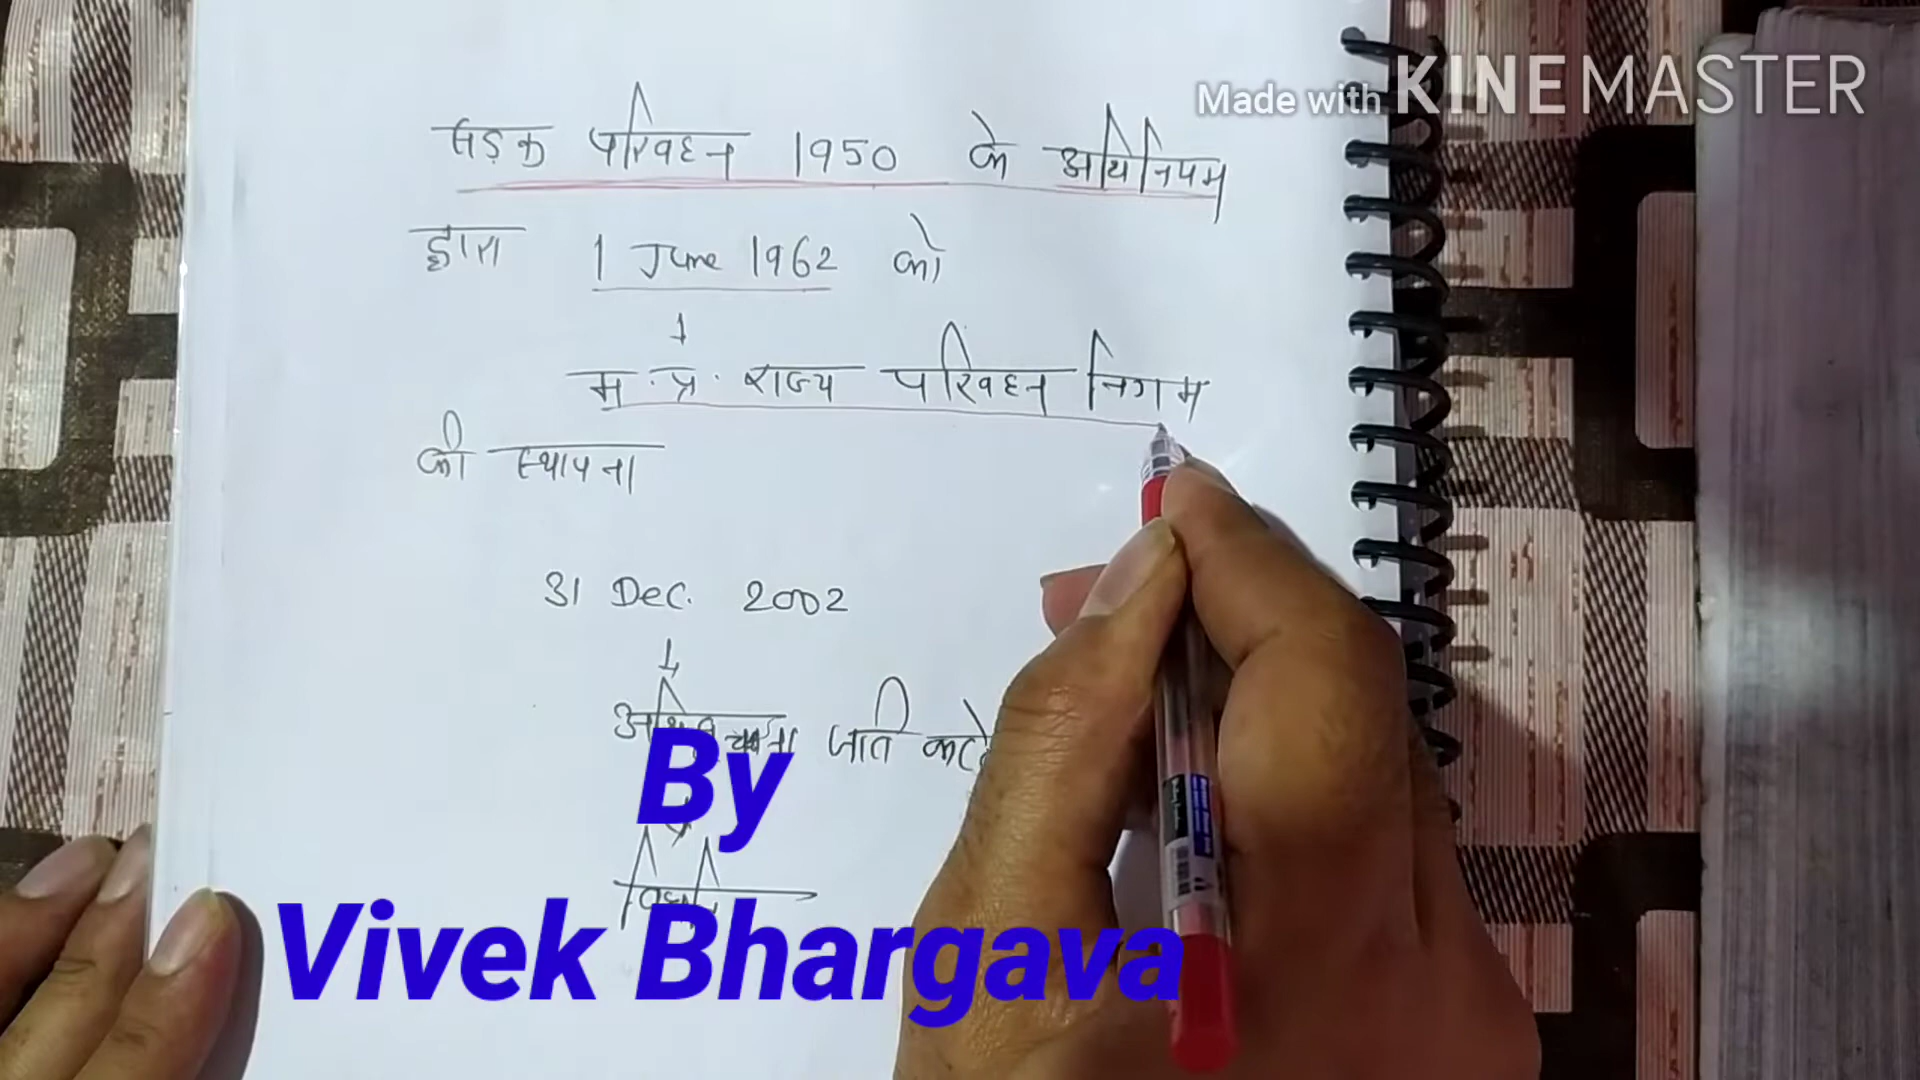 Made with KINEMASTER
सड़क परिवहन 1950 के अधिनियम
द्वारा 1 June 1962 को
म.प्र. राज्य परिवहन निगम
की स्थापना
31 Dec. 2002
जाती
By
Vivek Bhargava